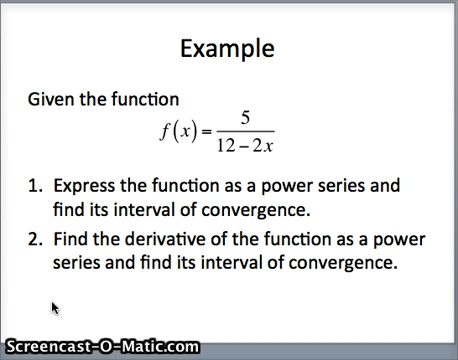 Example
Given the function
f(x) = 5 / (12 – 2x)
1. Express the function as a power series and
find its interval of convergence.
2. Find the derivative of the function as a power
series and find its interval of convergence.
Screencast-O-Matic.com